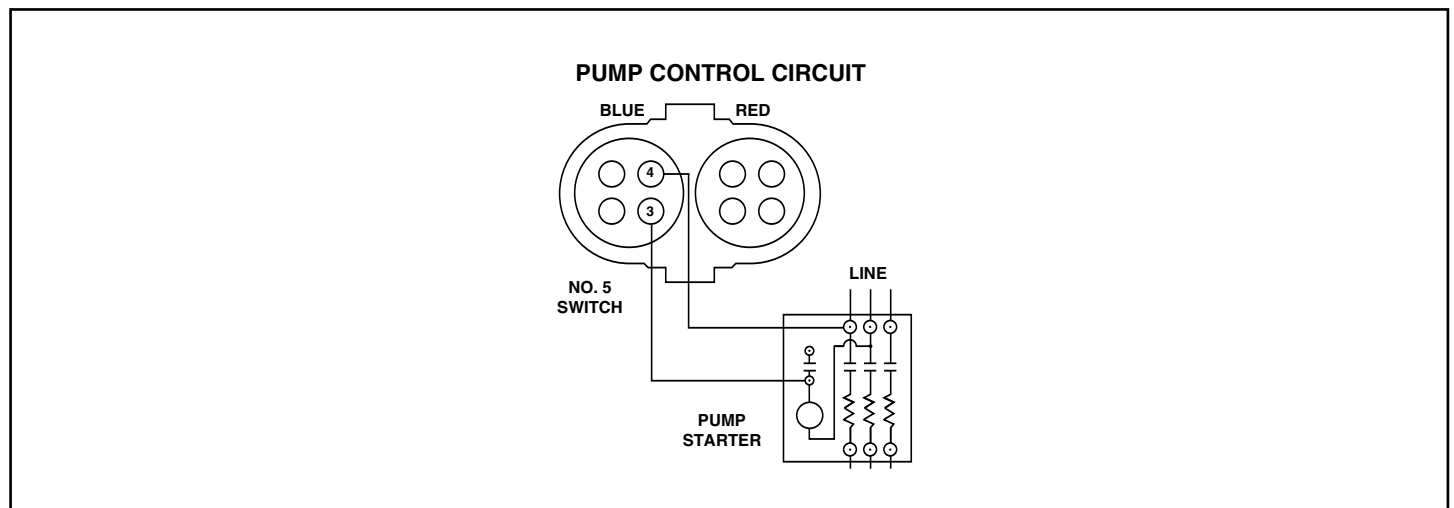 PUMP CONTROL CIRCUIT
BLUE
RED
4
3
NO. 5
SWITCH
LINE
PUMP
STARTER